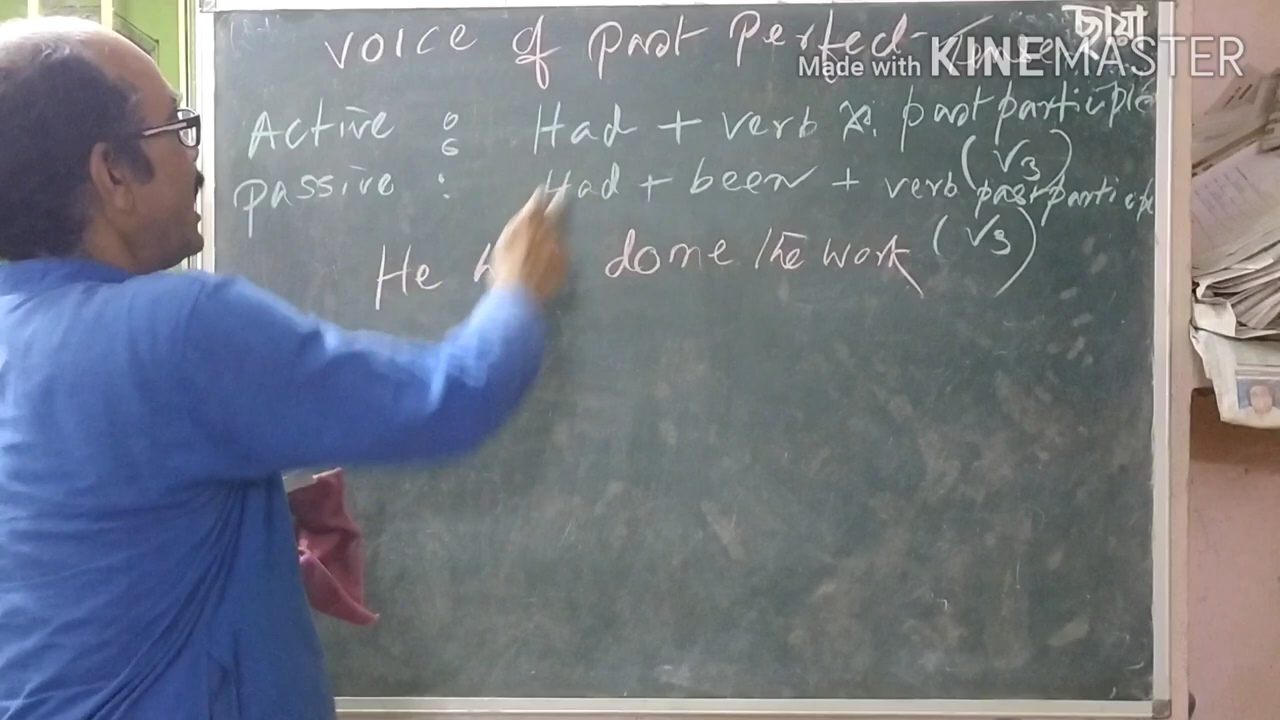 voice of past Perfect Tense
ছায়া
Made with KINEMASTER
Active : Had + verb past participle
(V3)
passive : Had + been + verb past participle
(V3)
He done the work